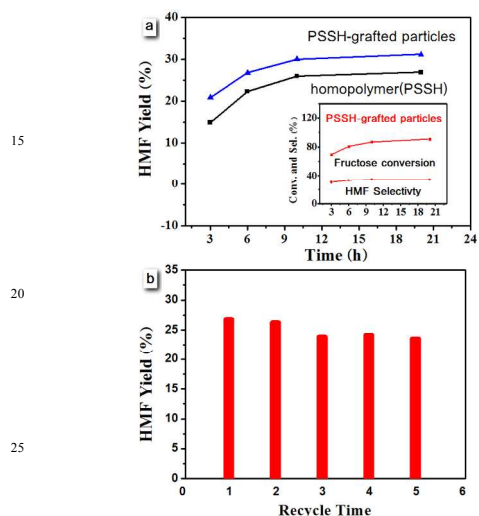 a
PSSH-grafted particles
homopolymer(PSSH)
HMF Yield (%)
40
30
20
10
0
-10
3 6 9 12 15 18 21 24
Time (h)
PSSH-grafted particles
Fructose conversion
HMF Selectivty
Conv. and Sel. (%)
120
80
40
0
3 6 9 12 15 18 21
15
20
25
b
HMF Yield (%)
35
30
25
20
15
10
5
0
0 1 2 3 4 5 6
Recycle Time